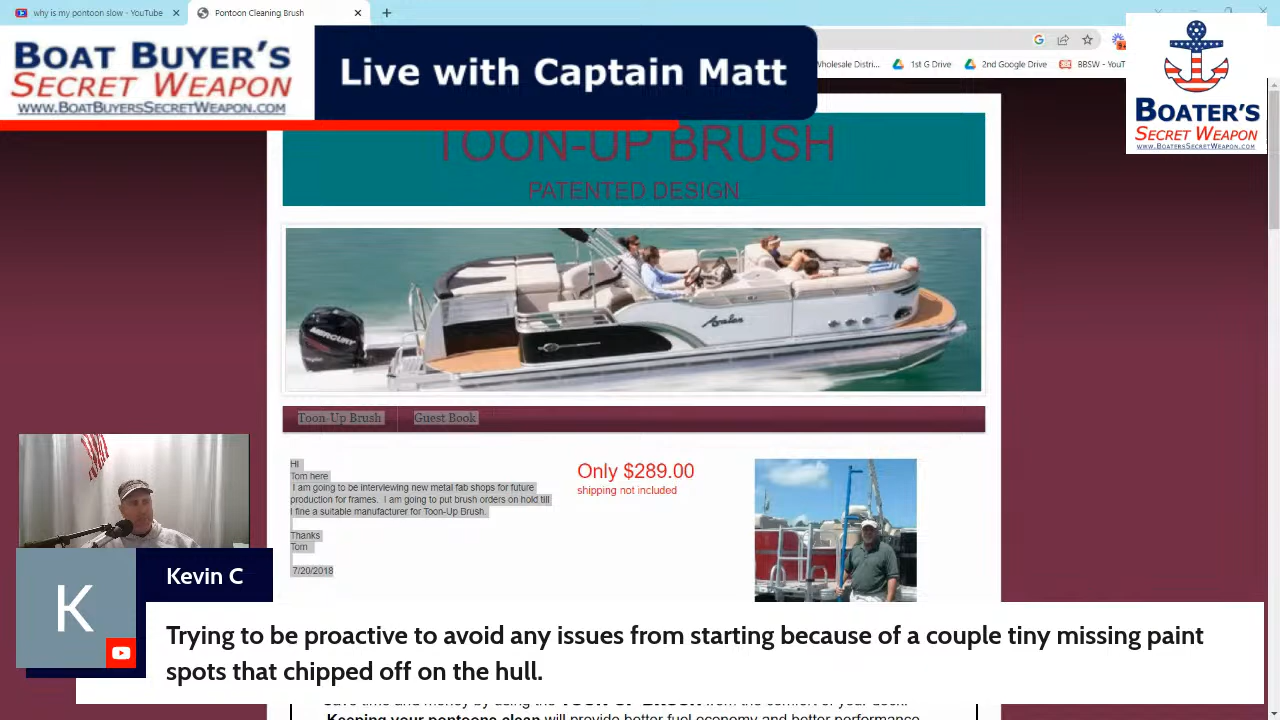 why is my pontoon slow - YouTube
Pontoon Cleaning Brush
BOAT BUYER'S
SECRET WEAPON
WWW.BOATBUYERSSECRETWEAPON.COM
Live with Captain Matt
Wholesale Distri...
1st G Drive
2nd Google Drive
BBSW - YouT
BOATER'S
SECRET WEAPON
WWW.BOATERSSECRETWEAPON.COM
TOON-UP BRUSH
PATENTED DESIGN
MERCURY
Avalon
Toon-Up Brush
Guest Book
Hi
Tom here
I am going to be interviewing new metal fab shops for future
production for frames. I am going to put brush orders on hold till
I fine a suitable manufacturer for Toon-Up Brush.
Thanks
Tom
7/20/2018
Only $289.00
shipping not included
K
Kevin C
Trying to be proactive to avoid any issues from starting because of a couple tiny missing paint
spots that chipped off on the hull.
Keeping your pontoons clean will provide better fuel economy and better performance